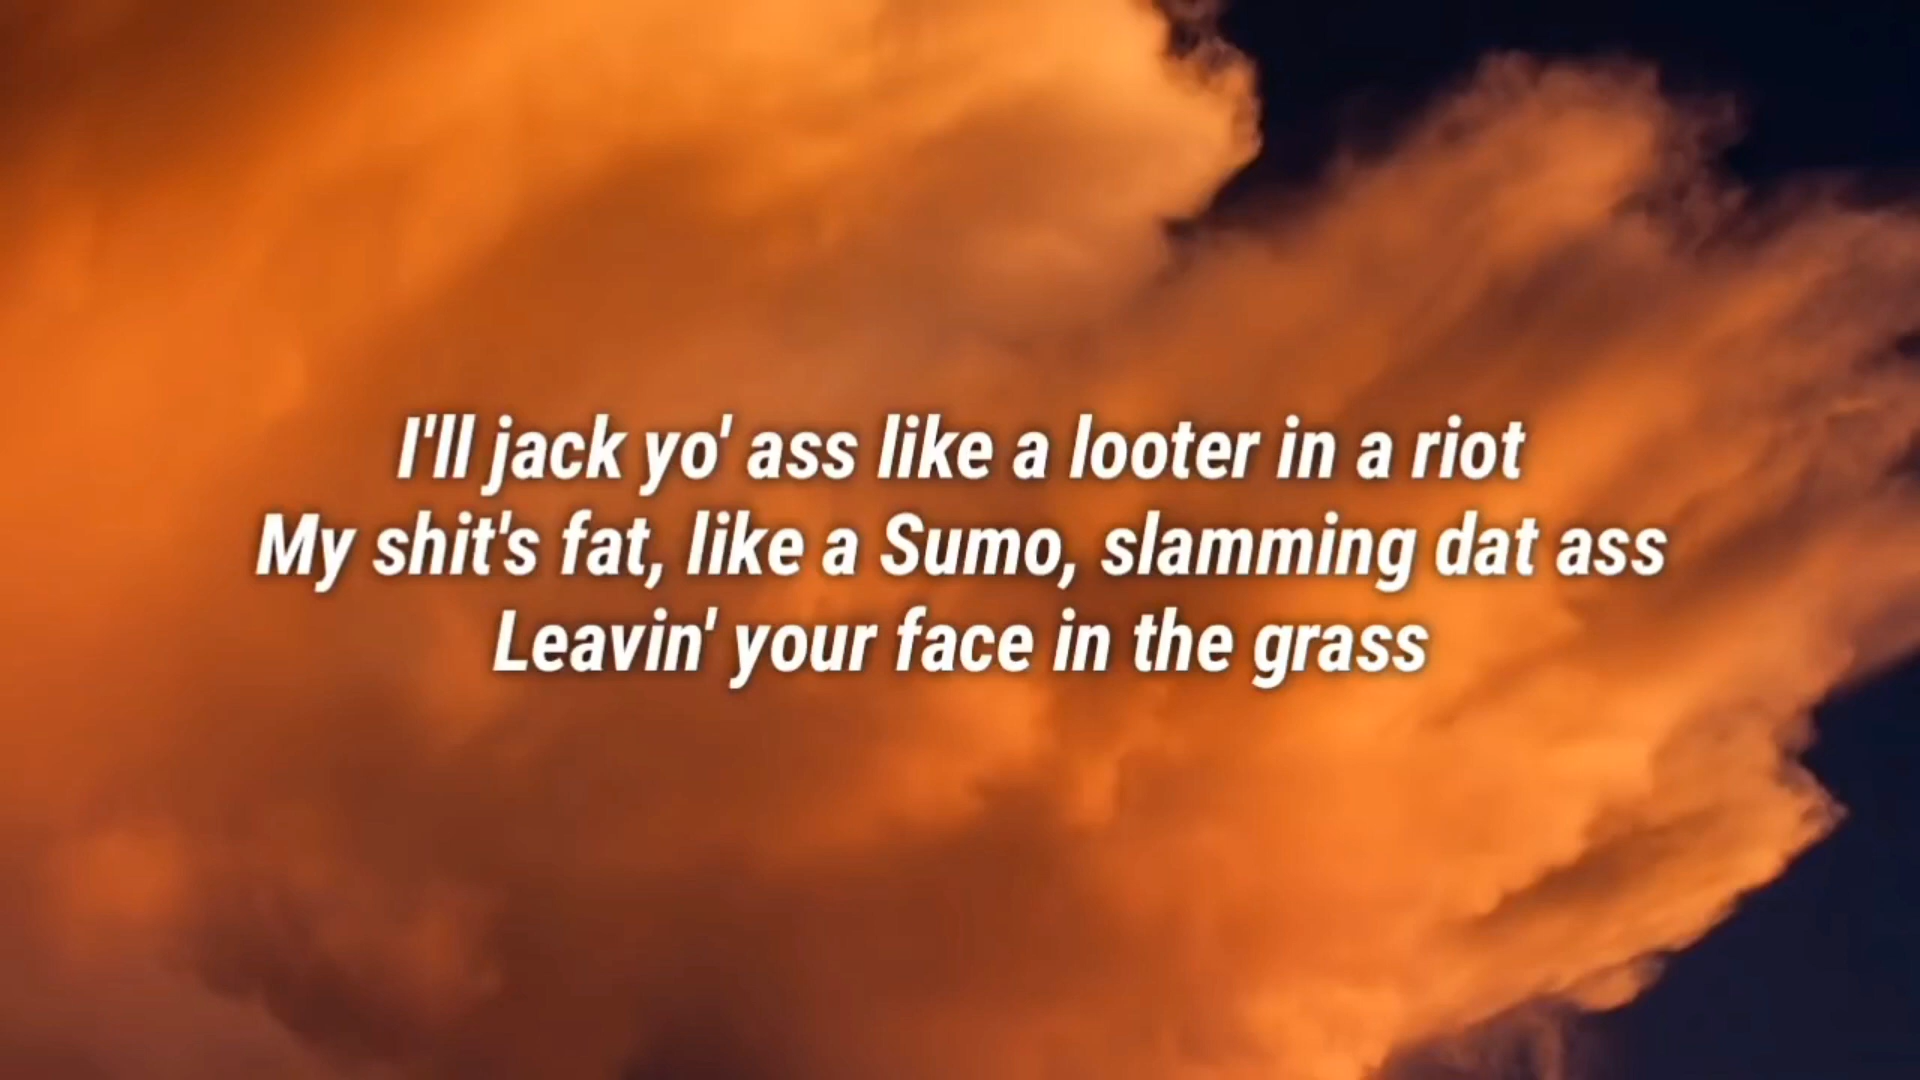 I'll jack yo' ass like a looter in a riot
My shit's fat, like a Sumo, slamming dat ass
Leavin' your face in the grass